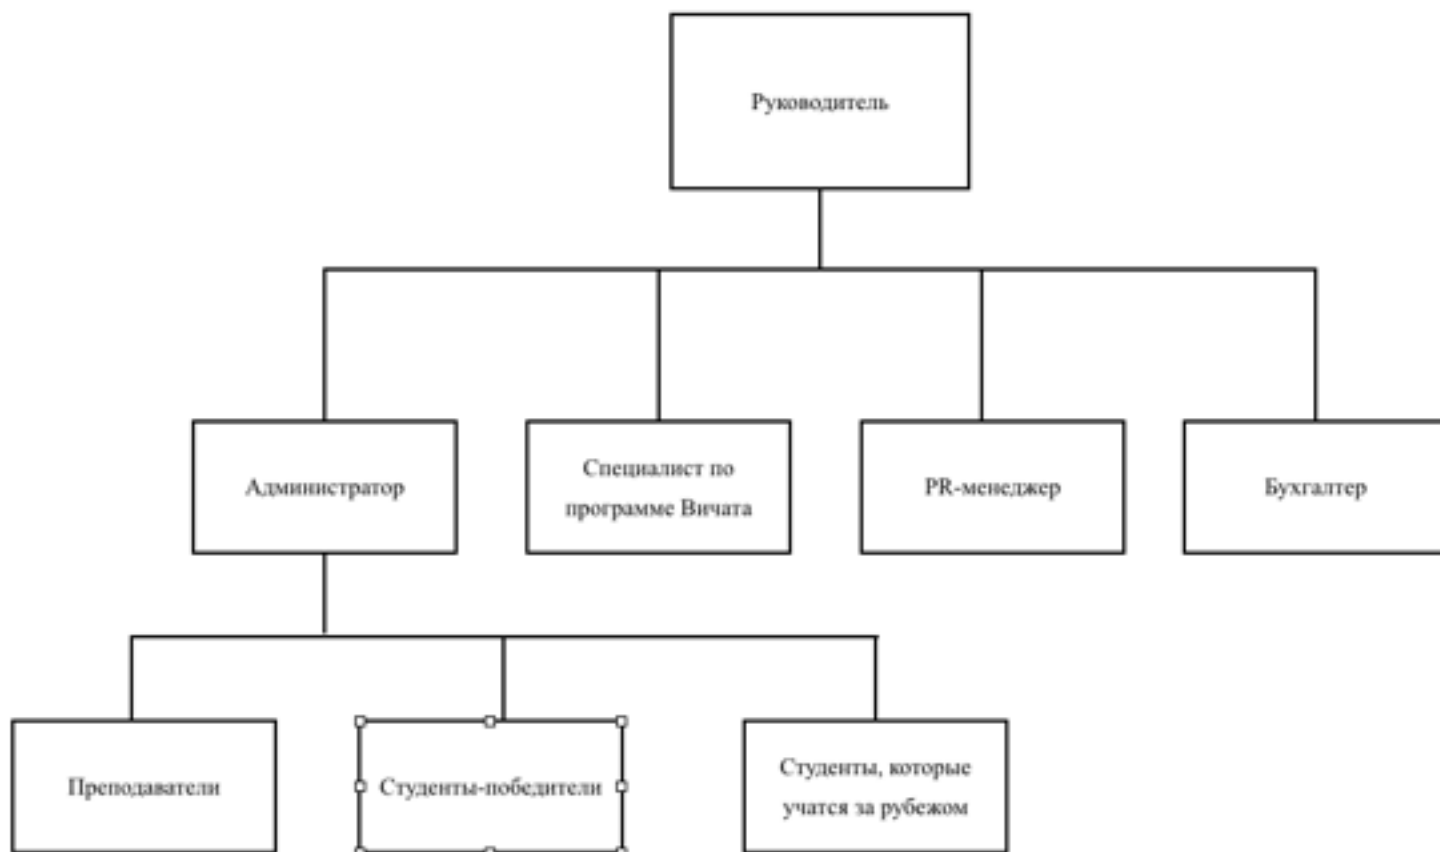 Руководитель
Администратор
Специалист по
программе Вичата
PR-менеджер
Бухгалтер
Преподаватели
Студенты-победители
Студенты, которые
учатся за рубежом